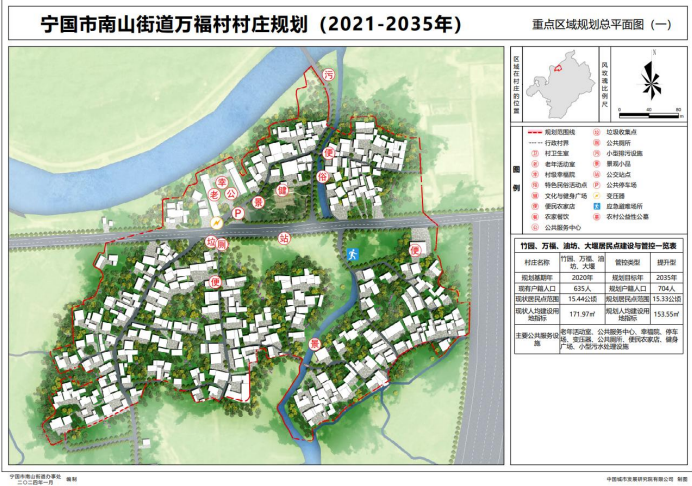 宁国市南山街道万福村村庄规划（2021-2035年）
重点区域规划总平面图（一）
污
便
俗
幸
老
公
健
景
P
垃
厕
站
便
便
景
区域在村庄的位置
风玫瑰比例尺
N
0 40 80
m
图例
规划范围线
行政村界
村卫生室
老年活动室
村级幸福院
特色民俗活动点
文化与健身广场
便民农家店
农家餐饮
公共服务中心
垃圾收集点
公共厕所
小型排污设施
景观小品
公交站点
P 公共停车场
变压器
应急避难场所
农村公益性公墓
竹园、万福、油坊、大堰居民点建设与管控一览表
村庄名称 竹园、万福、油坊、大堰 管控类型 提升型
规划基期年 2020年 规划目标年 2035年
现有户籍人口 635人 规划户籍人口 704人
现状居民点范围 15.44公顷 规划居民点范围 15.33公顷
现状人均建设用地指标 171.97㎡ 规划人均建设用地指标 153.55㎡
主要公共服务设施 老年活动室、公共服务中心、幸福院、停车场、变压器、公共厕所、便民农家店、健身广场、小型污水处理设施
宁国市南山街道办事处 编制
二〇二四年一月
中国城市发展研究院有限公司 制图